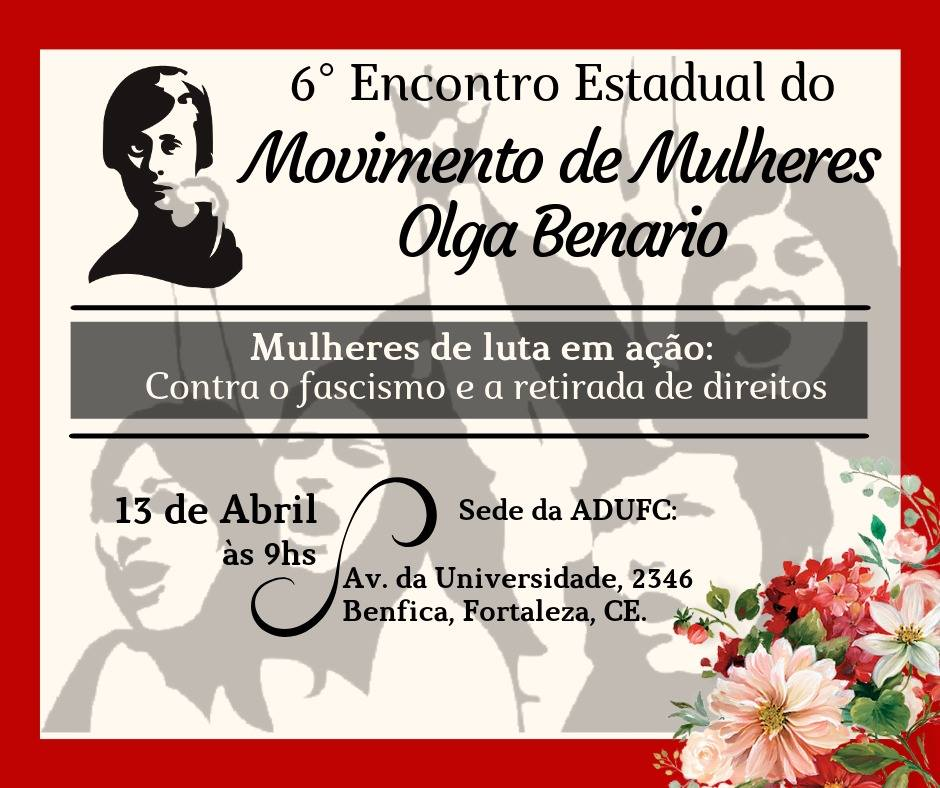 6° Encontro Estadual do
Movimento de Mulheres
Olga Benario
Mulheres de luta em ação:
Contra o fascismo e a retirada de direitos
13 de Abril
às 9hs
Sede da ADUFC:
Av. da Universidade, 2346
Benfica, Fortaleza, CE.